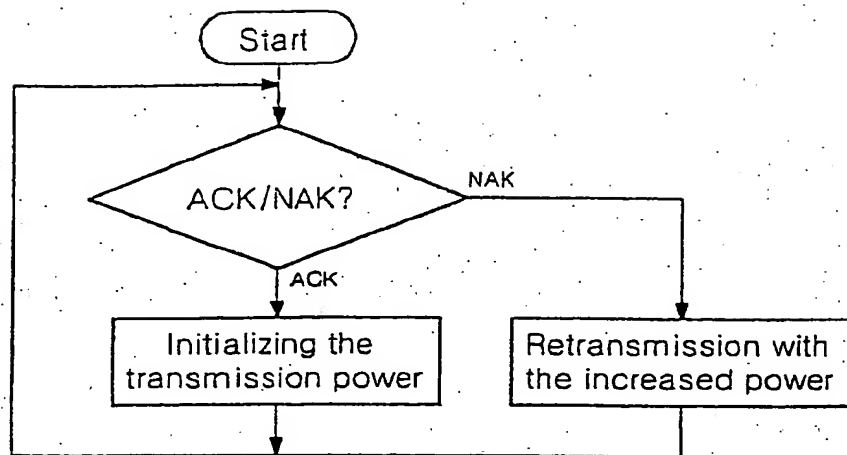 Start
ACK/NAK?
NAK
ACK
Initializing the
transmission power
Retransmission with
the increased power